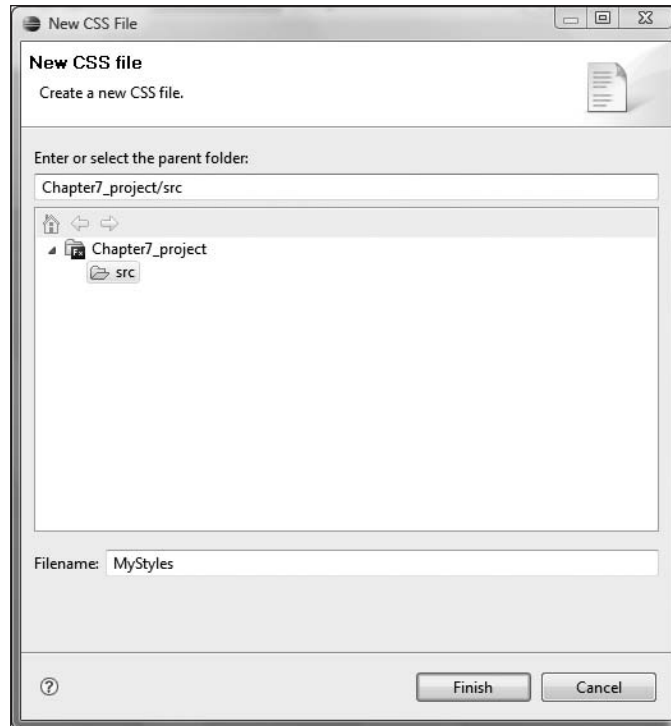 New CSS File
New CSS file
Create a new CSS file.
Enter or select the parent folder:
Chapter7_project/src
Fx
Chapter7_project
src
Filename: MyStyles
?
Finish
Cancel